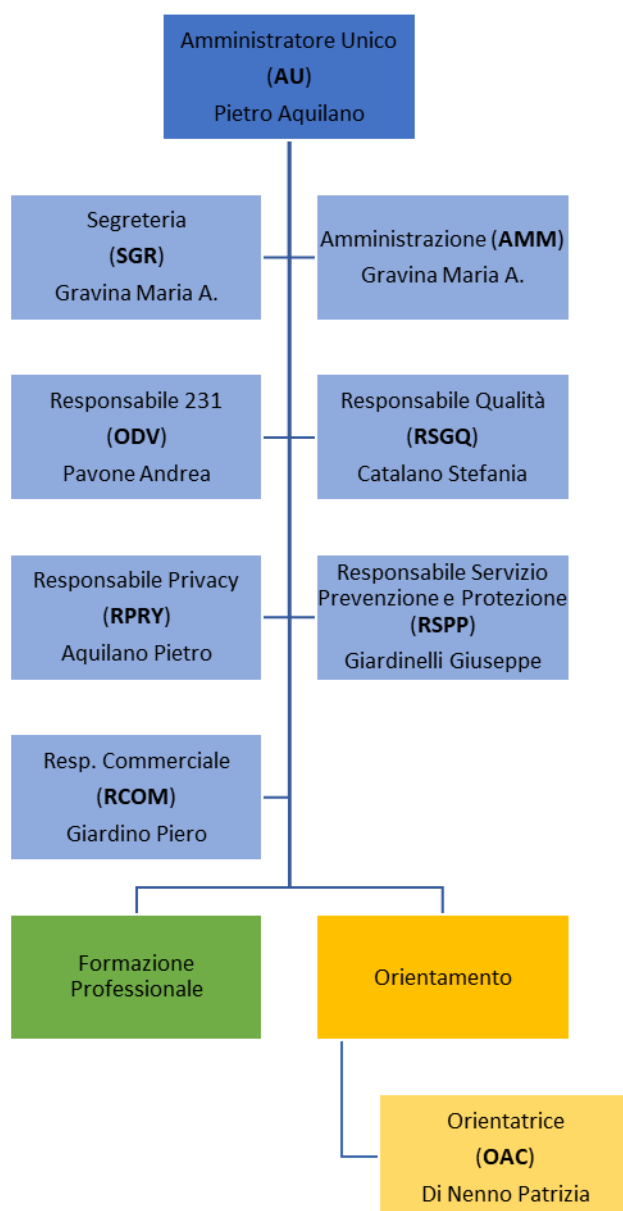 Amministratore Unico
(AU)
Pietro Aquilano
Segreteria
(SGR)
Gravina Maria A.
Amministrazione (AMM)
Gravina Maria A.
Responsabile 231
(ODV)
Pavone Andrea
Responsabile Qualità
(RSGQ)
Catalano Stefania
Responsabile Privacy
(RPRY)
Aquilano Pietro
Responsabile Servizio
Prevenzione e Protezione
(RSPP)
Giardinelli Giuseppe
Resp. Commerciale
(RCOM)
Giardino Piero
Formazione
Professionale
Orientamento
Orientatrice
(OAC)
Di Nenno Patrizia